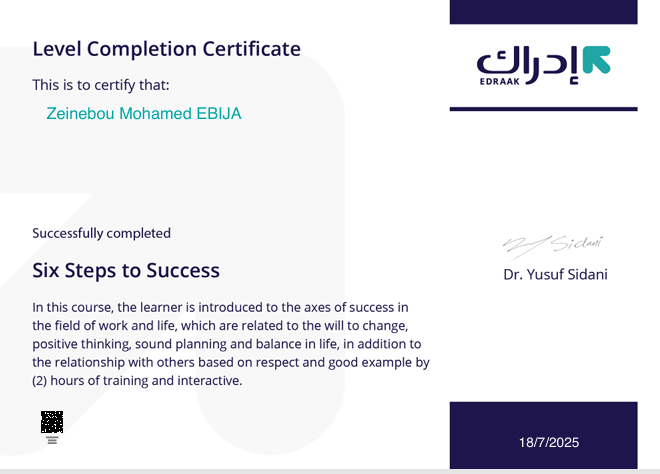 Level Completion Certificate
This is to certify that:
Zeinebou Mohamed EBIJA
Successfully completed
Six Steps to Success
In this course, the learner is introduced to the axes of success in
the field of work and life, which are related to the will to change,
positive thinking, sound planning and balance in life, in addition to
the relationship with others based on respect and good example by
(2) hours of training and interactive.
إدراك
EDRAAK
Sidani
Dr. Yusuf Sidani
18/7/2025